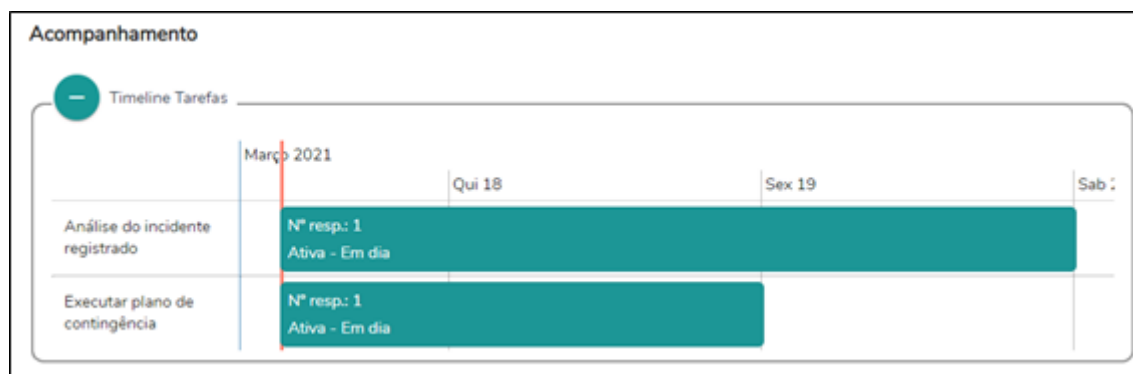 Acompanhamento
Timeline Tarefas
Março 2021
Qui 18
Sex 19
Sab
Análise do incidente
registrado
Nº resp.: 1
Ativa - Em dia
Executar plano de
contingência
Nº resp.: 1
Ativa - Em dia